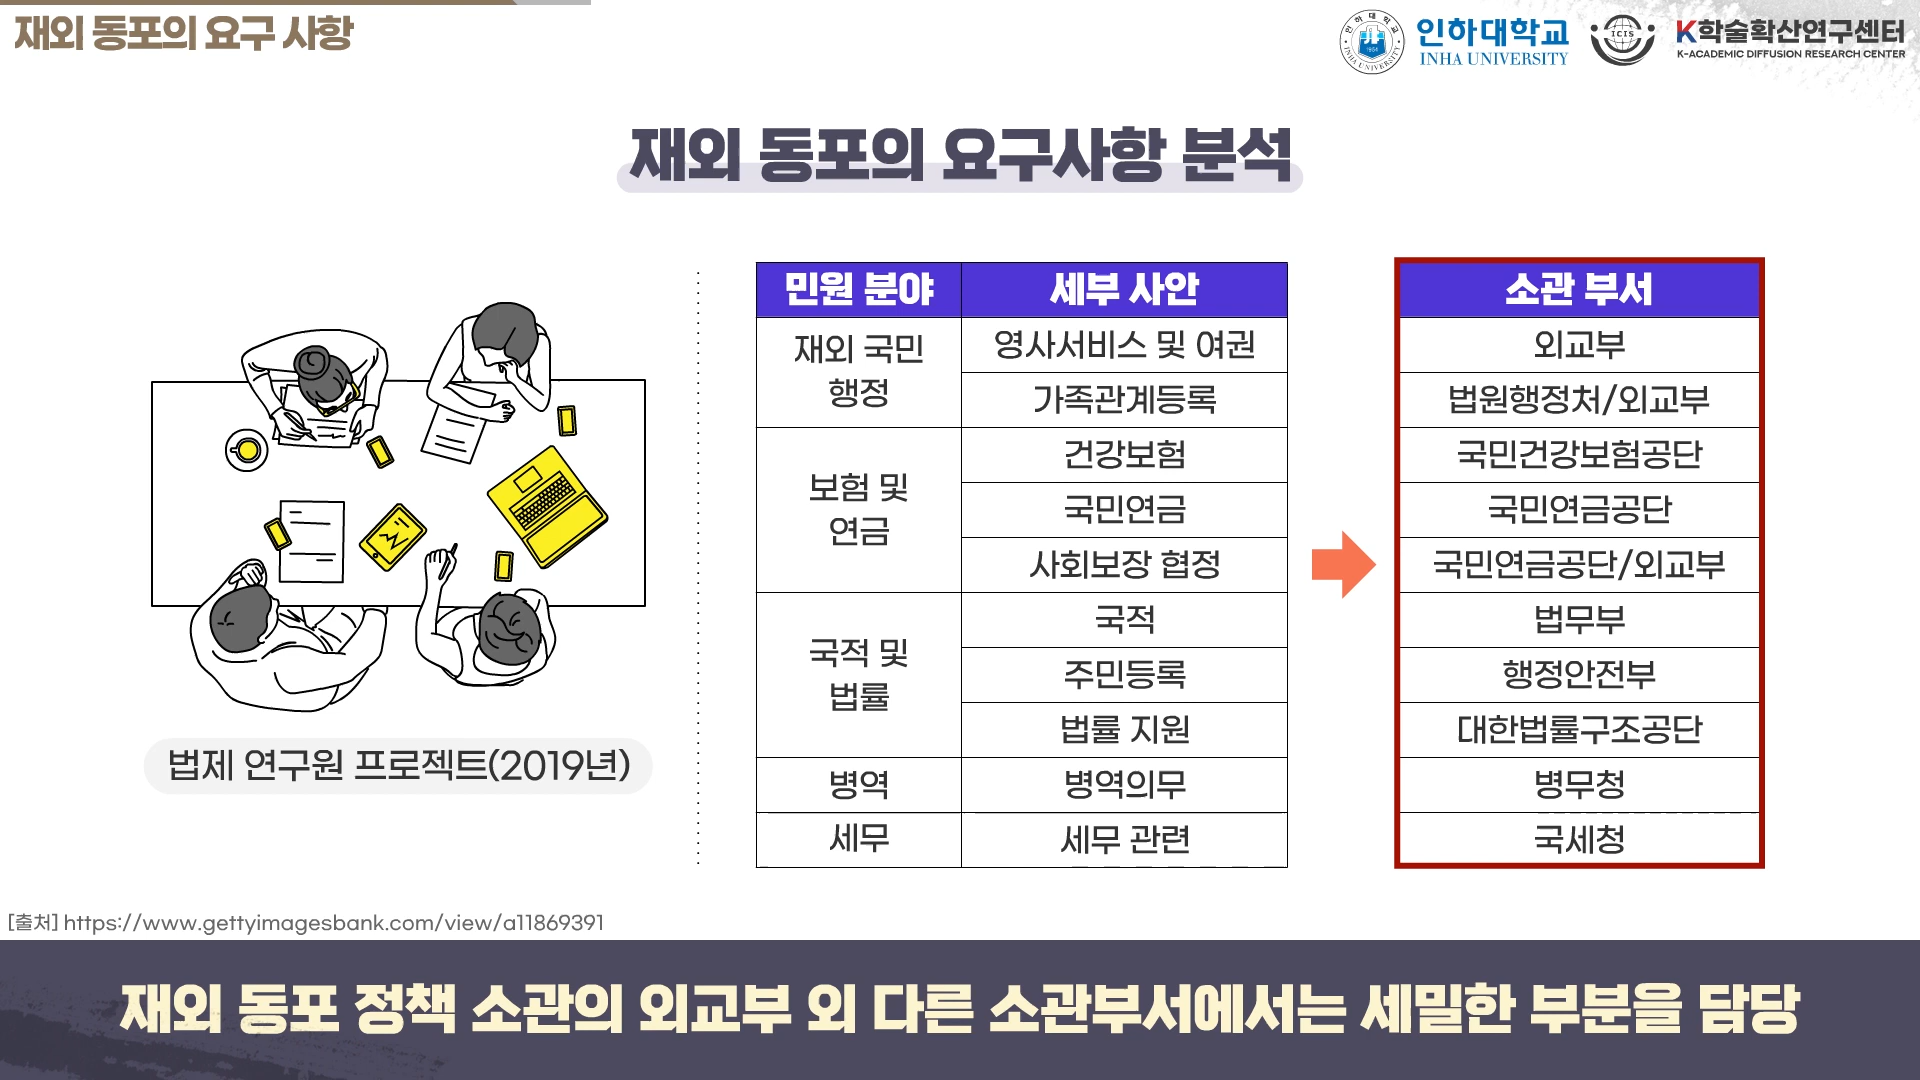 재외 동포의 요구 사항
인하대학교
INHA UNIVERSITY
인하대학교
INHA UNIVERSITY
1954
ICIS
K학술확산연구센터
K-ACADEMIC DIFFUSION RESEARCH CENTER
재외 동포의 요구사항 분석
민원 분야 세부 사안 소관 부서
재외 국민
행정
영사서비스 및 여권 외교부
가족관계등록 법원행정처/외교부
보험 및
연금
건강보험 국민건강보험공단
국민연금 국민연금공단
사회보장 협정 국민연금공단/외교부
국적 및
법률
국적 법무부
주민등록 행정안전부
법률 지원 대한법률구조공단
병역 병역의무 병무청
세무 세무 관련 국세청
법제 연구원 프로젝트(2019년)
[출처] https://www.gettyimagesbank.com/view/a11869391
재외 동포 정책 소관의 외교부 외 다른 소관부서에서는 세밀한 부분을 담당